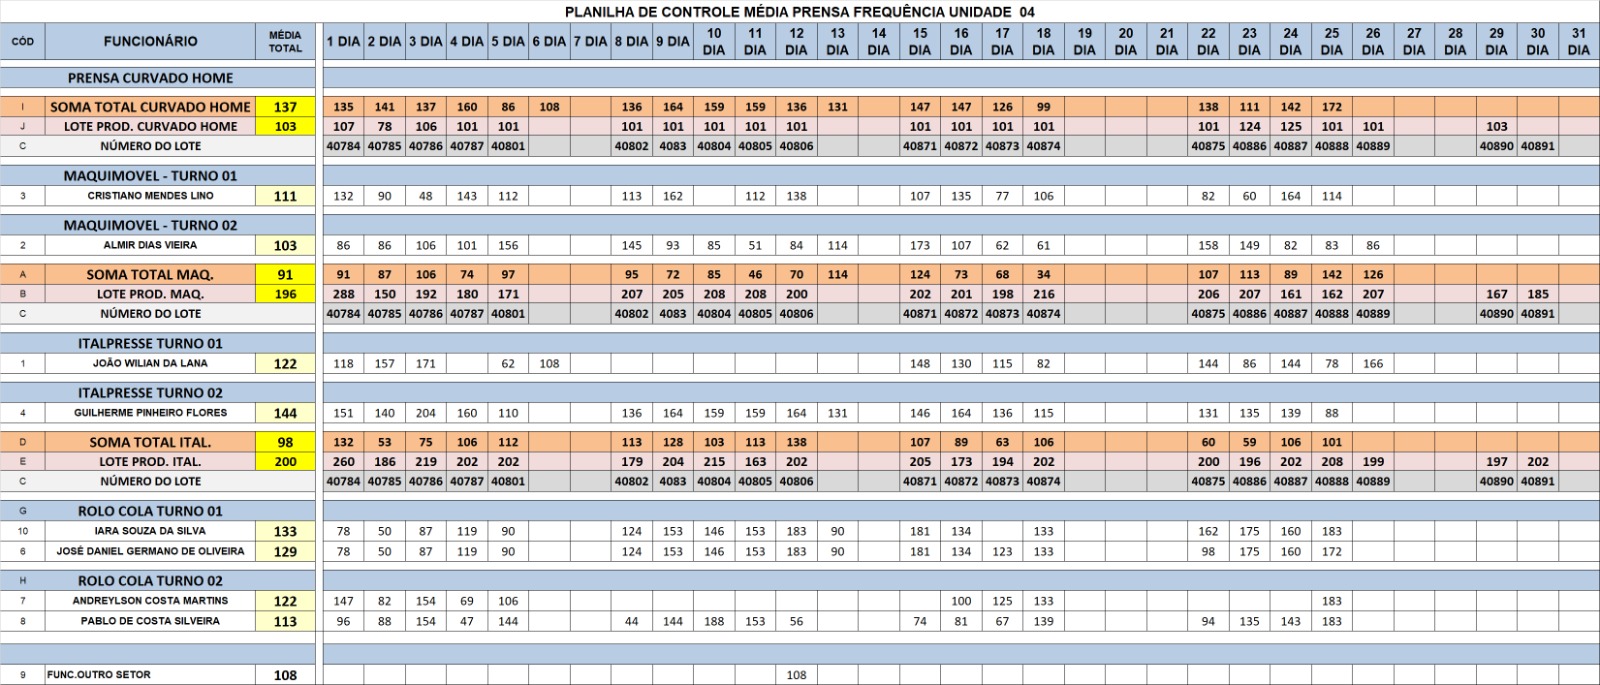 PLANILHA DE CONTROLE MÉDIA PRENSA FREQUÊNCIA UNIDADE 04
CÓD FUNCIONÁRIO MÉDIA TOTAL 1 DIA 2 DIA 3 DIA 4 DIA 5 DIA 6 DIA 7 DIA 8 DIA 9 DIA 10 DIA 11 DIA 12 DIA 13 DIA 14 DIA 15 DIA 16 DIA 17 DIA 18 DIA 19 DIA 20 DIA 21 DIA 22 DIA 23 DIA 24 DIA 25 DIA 26 DIA 27 DIA 28 DIA 29 DIA 30 DIA 31 DIA
PRENSA CURVADO HOME
I SOMA TOTAL CURVADO HOME 137 135 141 137 160 86 108 136 164 159 159 136 131 147 147 126 99 138 111 142 172
J LOTE PROD. CURVADO HOME 103 107 78 106 101 101 101 101 101 101 101 101 101 101 101 101 124 125 101 101 103
C NÚMERO DO LOTE 40784 40785 40786 40787 40801 40802 4083 40804 40805 40806 40871 40872 40873 40874 40875 40886 40887 40888 40889 40890 40891
MAQUIMOVEL - TURNO 01
3 CRISTIANO MENDES LINO 111 132 90 48 143 112 113 162 112 138 107 135 77 106 82 60 164 114
MAQUIMOVEL - TURNO 02
2 ALMIR DIAS VIEIRA 103 86 86 106 101 156 145 93 85 51 84 114 173 107 62 61 158 149 82 83 86
A SOMA TOTAL MAQ. 91 91 87 106 74 97 95 72 85 46 70 114 124 73 68 34 107 113 89 142 126
B LOTE PROD. MAQ. 196 288 150 192 180 171 207 205 208 208 200 202 201 198 216 206 207 161 162 207 167 185
C NÚMERO DO LOTE 40784 40785 40786 40787 40801 40802 4083 40804 40805 40806 40871 40872 40873 40874 40875 40886 40887 40888 40889 40890 40891
ITALPRESSE TURNO 01
1 JOÃO WILIAN DA LANA 122 118 157 171 62 108 148 130 115 82 144 86 144 78 166
ITALPRESSE TURNO 02
4 GUILHERME PINHEIRO FLORES 144 151 140 204 160 110 136 164 159 159 164 131 146 164 136 115 131 135 139 88
D SOMA TOTAL ITAL. 98 132 53 75 106 112 113 128 103 113 138 107 89 63 106 60 59 106 101
E LOTE PROD. ITAL. 200 260 186 219 202 202 179 204 215 163 202 205 173 194 202 200 196 202 208 199 197 202
C NÚMERO DO LOTE 40784 40785 40786 40787 40801 40802 4083 40804 40805 40806 40871 40872 40873 40874 40875 40886 40887 40888 40889 40890 40891
G ROLO COLA TURNO 01
10 IARA SOUZA DA SILVA 133 78 50 87 119 90 124 153 146 153 183 90 181 134 133 162 175 160 183
6 JOSÉ DANIEL GERMANO DE OLIVEIRA 129 78 50 87 119 90 124 153 146 153 183 90 181 134 123 133 98 175 160 172
H ROLO COLA TURNO 02
7 ANDREYLSON COSTA MARTINS 122 147 82 154 69 106 100 125 133 183
8 PABLO DE COSTA SILVEIRA 113 96 88 154 47 144 44 144 188 153 56 74 81 67 139 94 135 143 183
9 FUNC.OUTRO SETOR 108 108